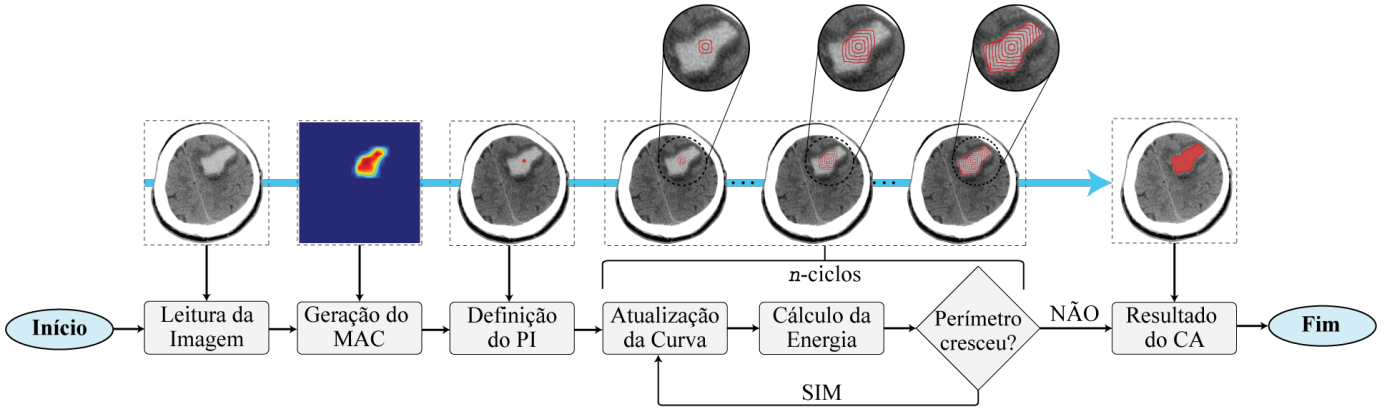 n-ciclos
Início
Leitura da
Imagem
Geração do
MAC
Definição
do PI
Atualização
da Curva
Cálculo da
Energia
Perímetro
cresceu?
NÃO
Resultado
do CA
Fim
SIM